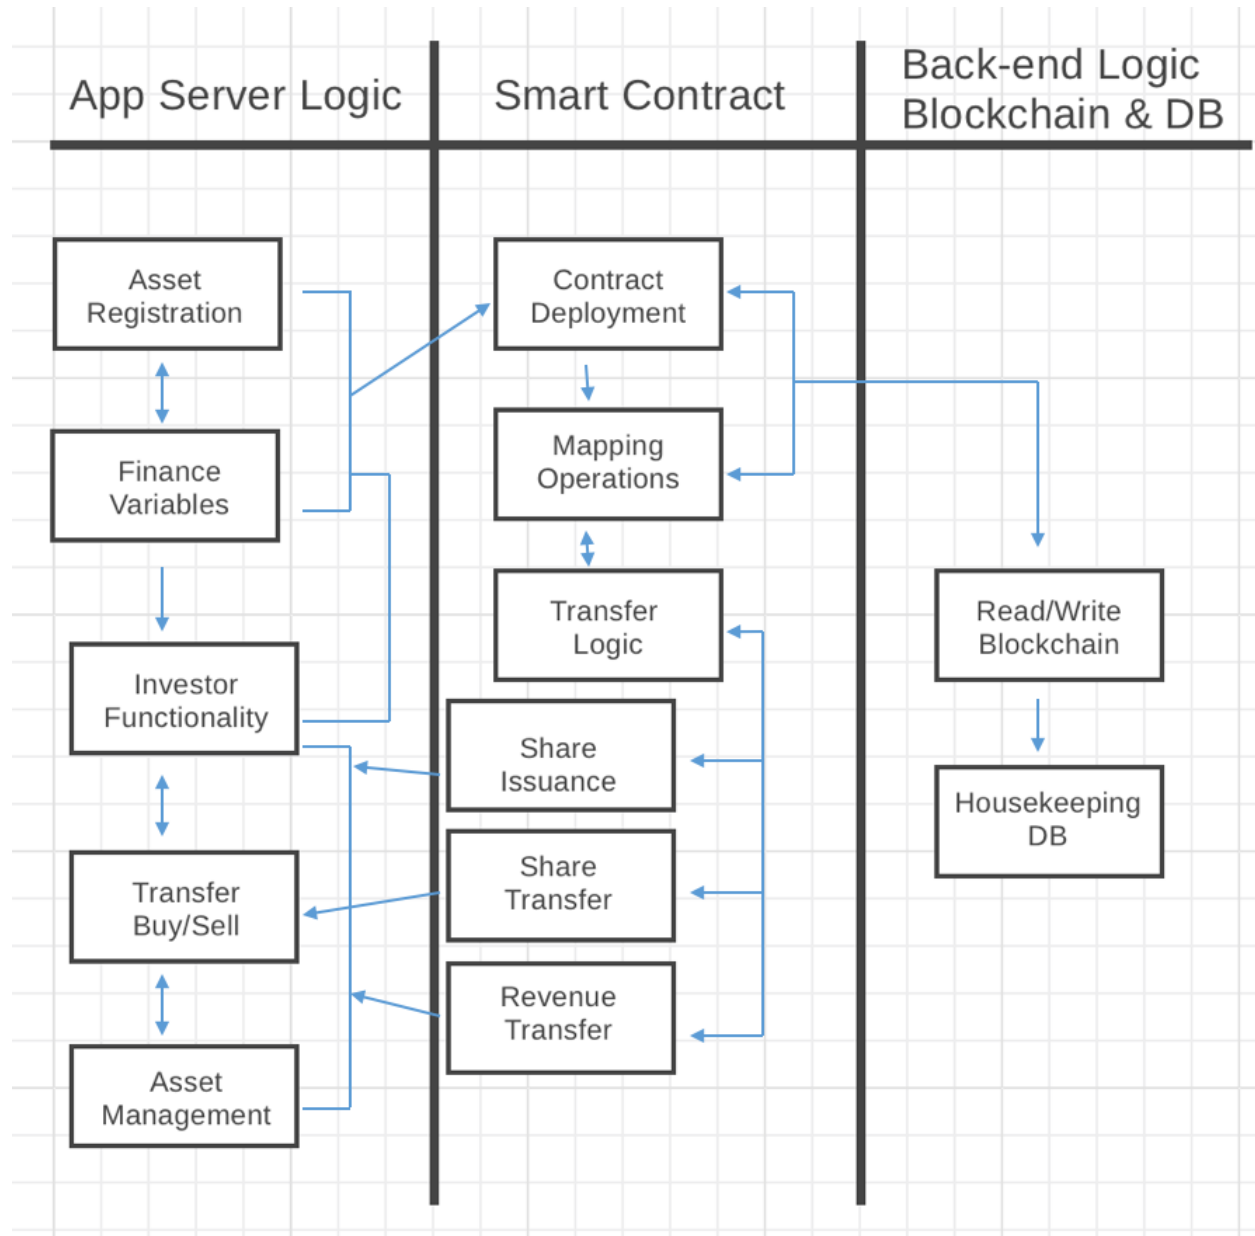 App Server Logic
Smart Contract
Back-end Logic
Blockchain & DB
Asset
Registration
Finance
Variables
Investor
Functionality
Transfer
Buy/Sell
Asset
Management
Contract
Deployment
Mapping
Operations
Transfer
Logic
Share
Issuance
Share
Transfer
Revenue
Transfer
Read/Write
Blockchain
Housekeeping
DB